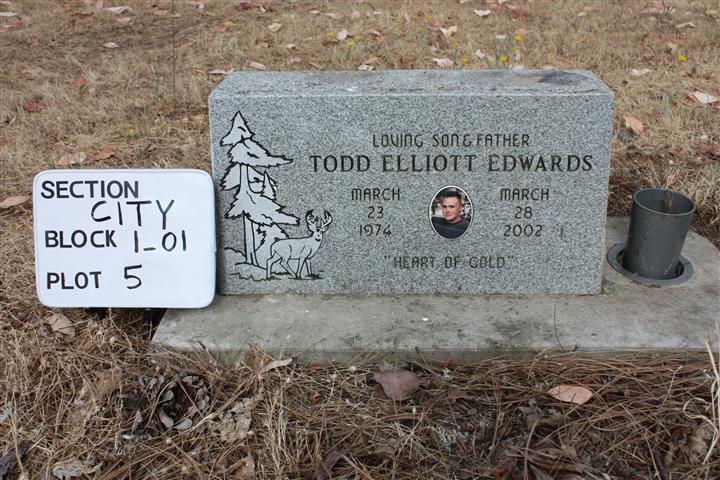 SECTION
CITY
BLOCK 1-01
PLOT 5
LOVING SON & FATHER
TODD ELLIOTT EDWARDS
MARCH
23
1974
MARCH
28
2002
"HEART OF GOLD"